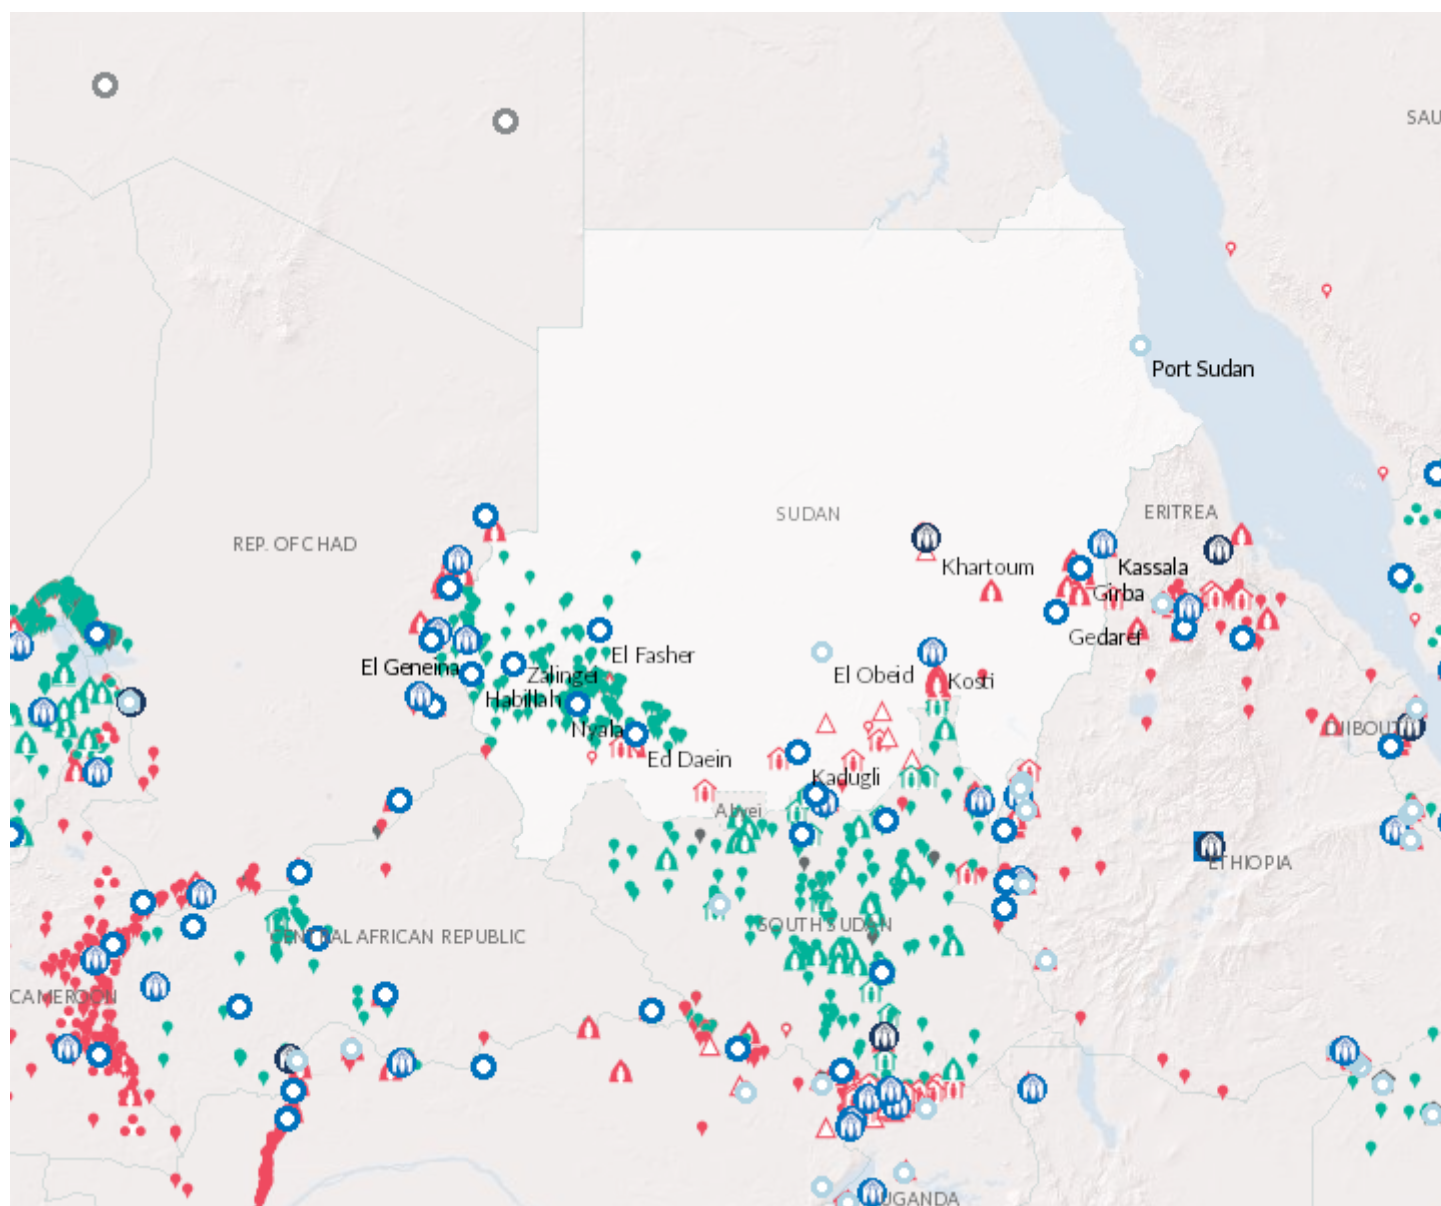 SAU
Port Sudan
SUDAN
ERITREA
REP. OF CHAD
Khartoum
Kassala
Girba
Gedaref
El Fasher
El Geneina
Zalingei
El Obeid
Kosti
Habillah
Nyala
DJIBOUT
Ed Daein
Kadugli
Abyei
ETHIOPIA
SOUTH SUDAN
CENTRAL AFRICAN REPUBLIC
CAMEROON
UGANDA